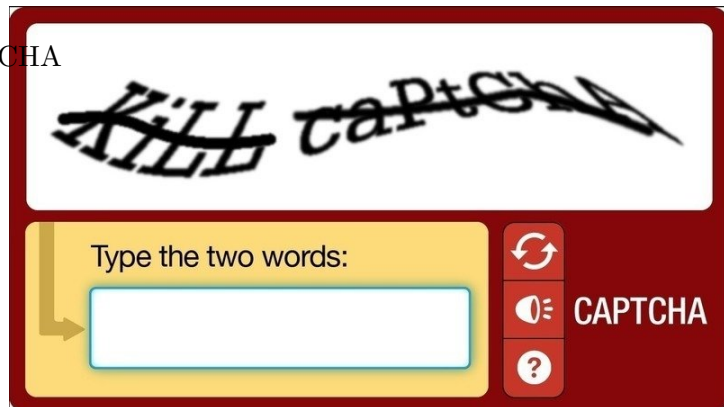 CHA
KiLL caPtChA
Type the two words:
CAPTCHA
?